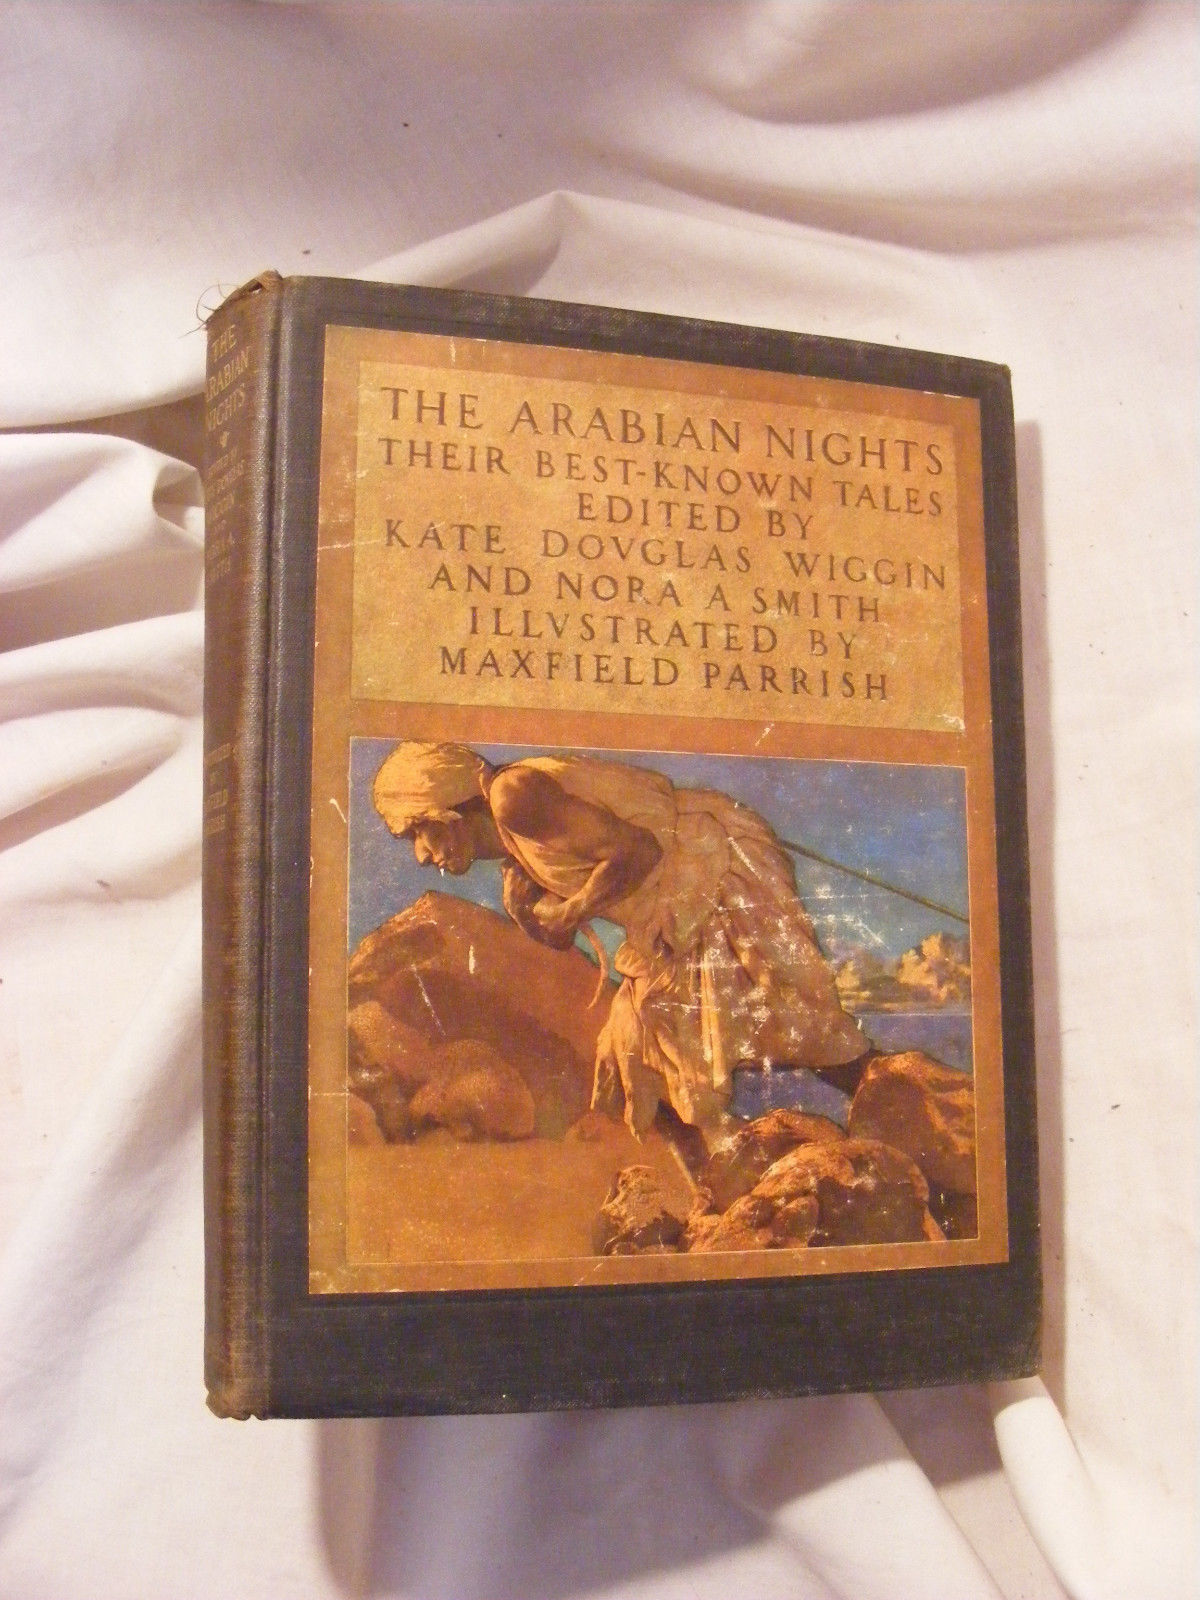 THE ARABIAN NIGHTS
THEIR BEST-KNOWN TALES
EDITED BY
KATE DOVGLAS WIGGIN
AND NORA A SMITH
ILLVSTRATED BY
MAXFIELD PARRISH
THE
ARABIAN
NIGHTS